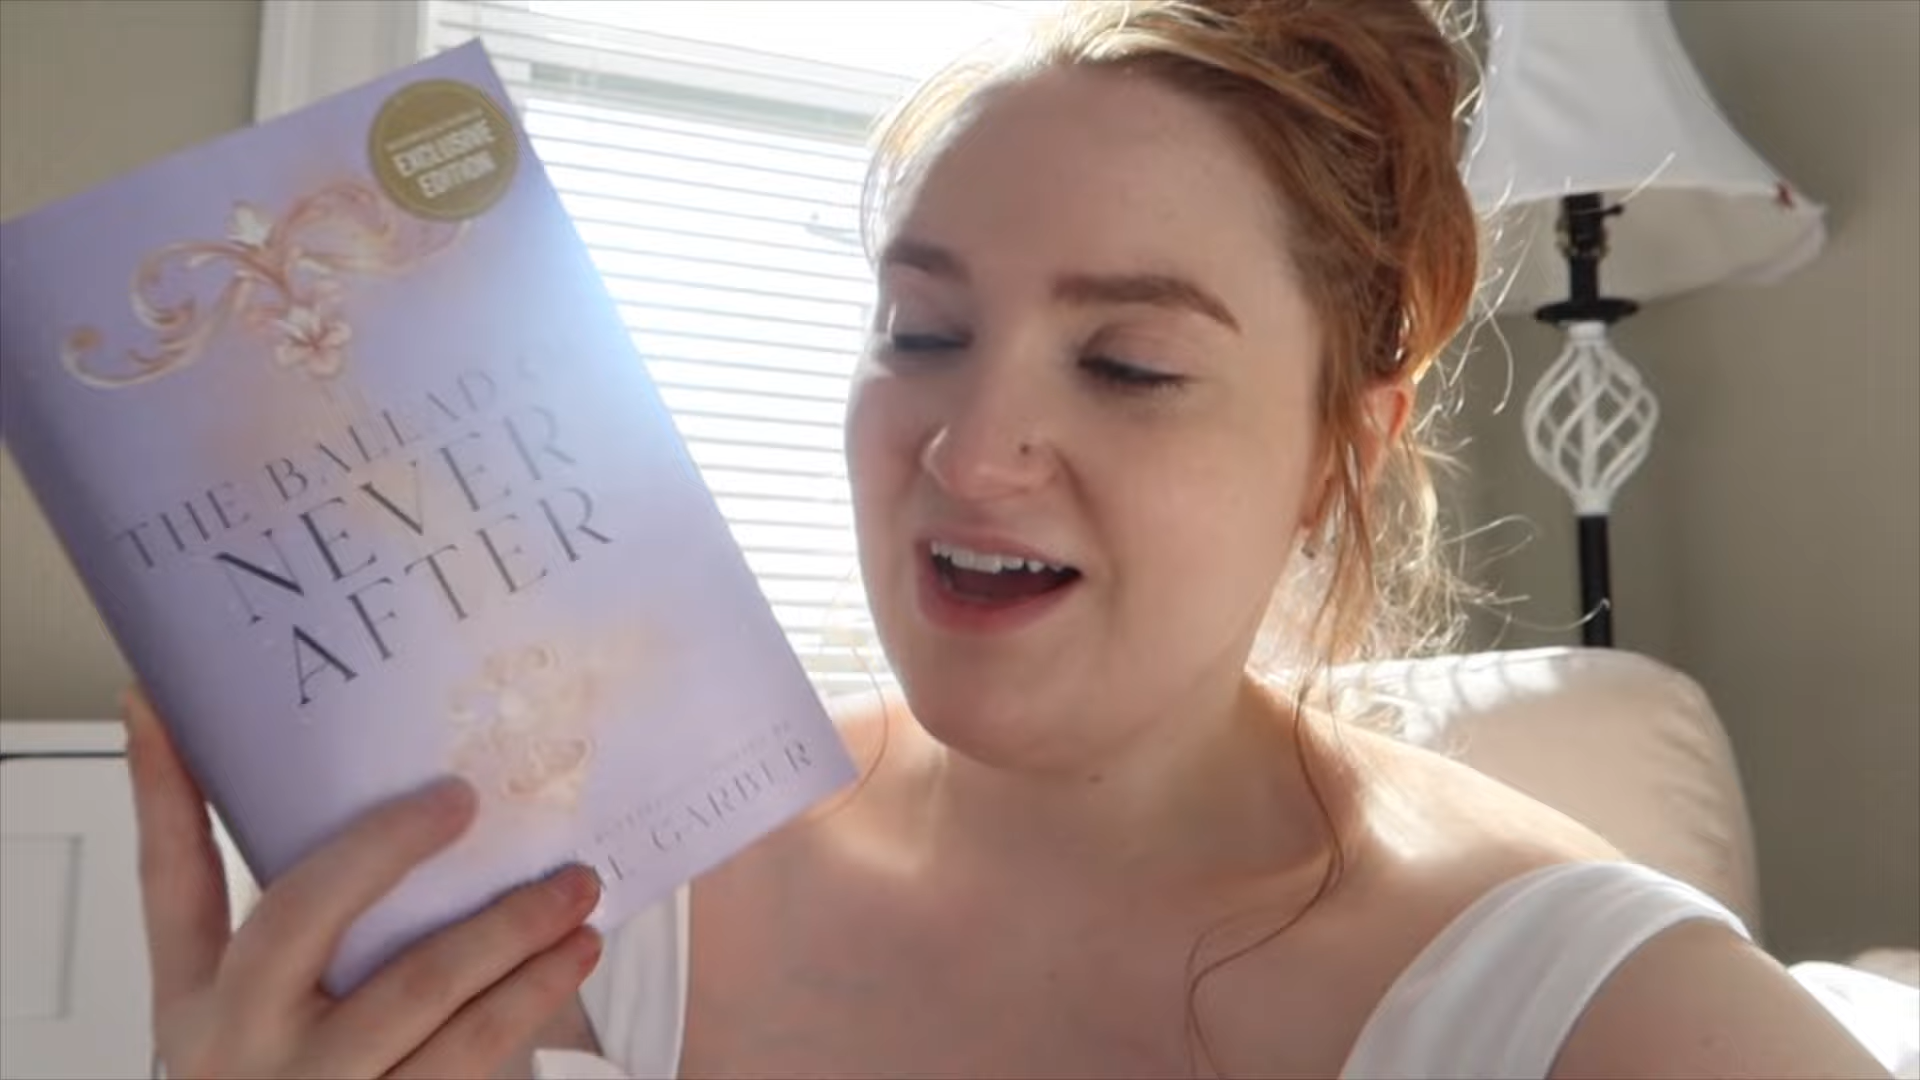 EXCLUSIVE
EDITION
THE BALLAD
NEVER
AFTER
GARBER